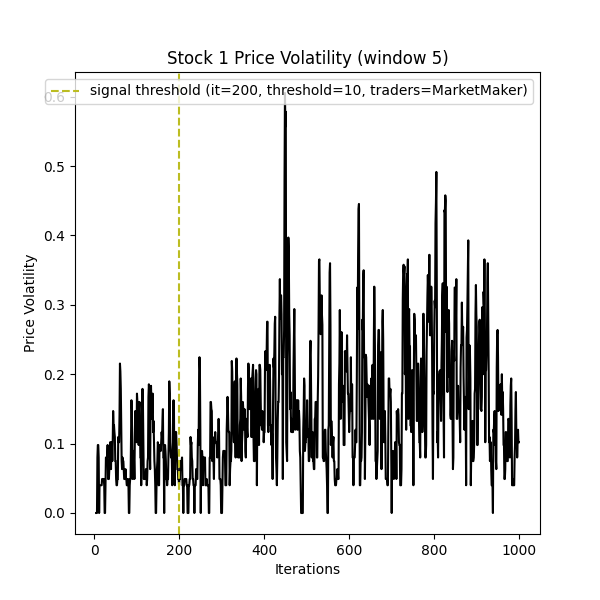 Stock 1 Price Volatility (window 5)
signal threshold (it=200, threshold=10, traders=MarketMaker)
0.6
0.5
0.4
0.3
0.2
0.1
0.0
Price Volatility
0 200 400 600 800 1000
Iterations